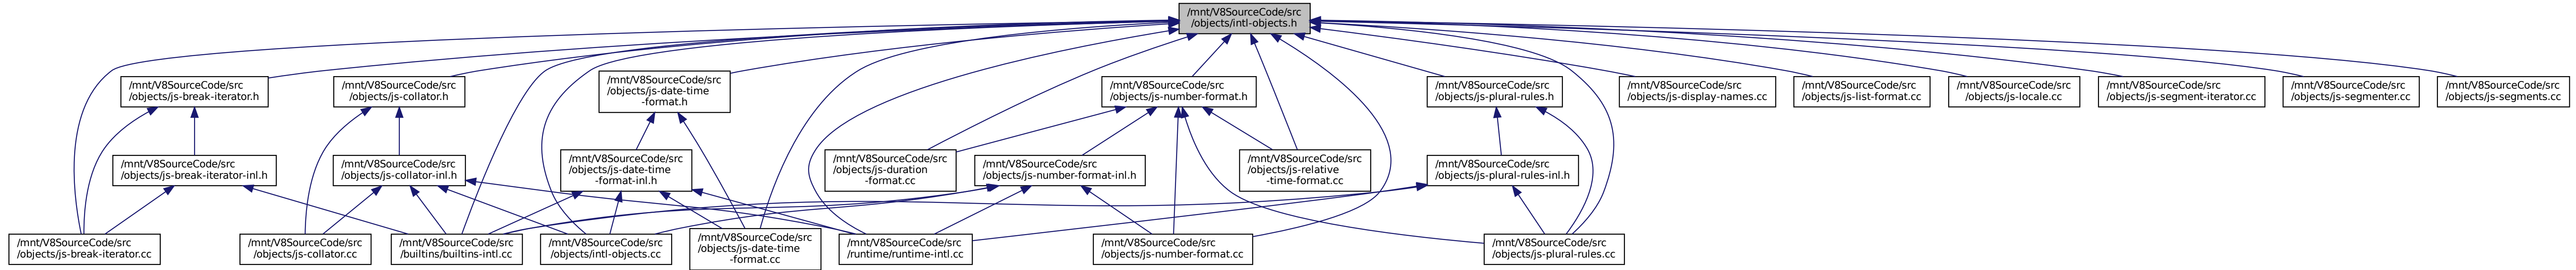 /mnt/V8SourceCode/src
/objects/intl-objects.h
/mnt/V8SourceCode/src
/objects/js-break-iterator.h
/mnt/V8SourceCode/src
/objects/js-collator.h
/mnt/V8SourceCode/src
/objects/js-date-time
-format.h
/mnt/V8SourceCode/src
/objects/js-number-format.h
/mnt/V8SourceCode/src
/objects/js-plural-rules.h
/mnt/V8SourceCode/src
/objects/js-display-names.cc
/mnt/V8SourceCode/src
/objects/js-list-format.cc
/mnt/V8SourceCode/src
/objects/js-locale.cc
/mnt/V8SourceCode/src
/objects/js-segment-iterator.cc
/mnt/V8SourceCode/src
/objects/js-segmenter.cc
/mnt/V8SourceCode/src
/objects/js-segments.cc
/mnt/V8SourceCode/src
/objects/js-break-iterator-inl.h
/mnt/V8SourceCode/src
/objects/js-collator-inl.h
/mnt/V8SourceCode/src
/objects/js-date-time
-format-inl.h
/mnt/V8SourceCode/src
/objects/js-duration
-format.cc
/mnt/V8SourceCode/src
/objects/js-number-format-inl.h
/mnt/V8SourceCode/src
/objects/js-relative
-time-format.cc
/mnt/V8SourceCode/src
/objects/js-plural-rules-inl.h
/mnt/V8SourceCode/src
/objects/js-break-iterator.cc
/mnt/V8SourceCode/src
/objects/js-collator.cc
/mnt/V8SourceCode/src
/builtins/builtins-intl.cc
/mnt/V8SourceCode/src
/objects/intl-objects.cc
/mnt/V8SourceCode/src
/objects/js-date-time
-format.cc
/mnt/V8SourceCode/src
/runtime/runtime-intl.cc
/mnt/V8SourceCode/src
/objects/js-number-format.cc
/mnt/V8SourceCode/src
/objects/js-plural-rules.cc